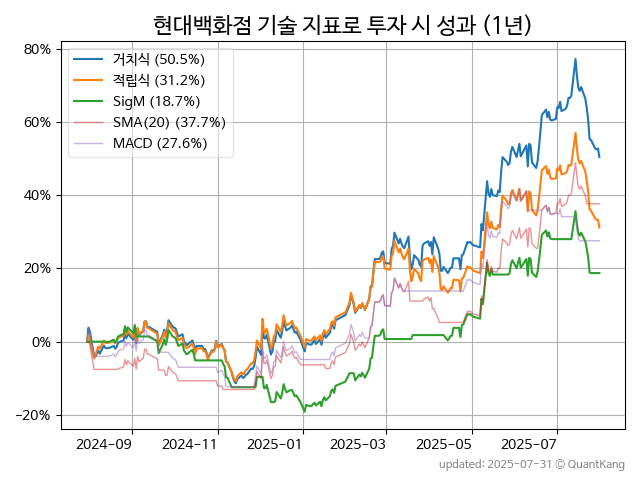 현대백화점 기술 지표로 투자 시 성과 (1년)
거치식 (50.5%)
적립식 (31.2%)
SigM (18.7%)
SMA(20) (37.7%)
MACD (27.6%)
80%
60%
40%
20%
0%
−20%
2024-09 2024-11 2025-01 2025-03 2025-05 2025-07
updated: 2025-07-31 © QuantKang